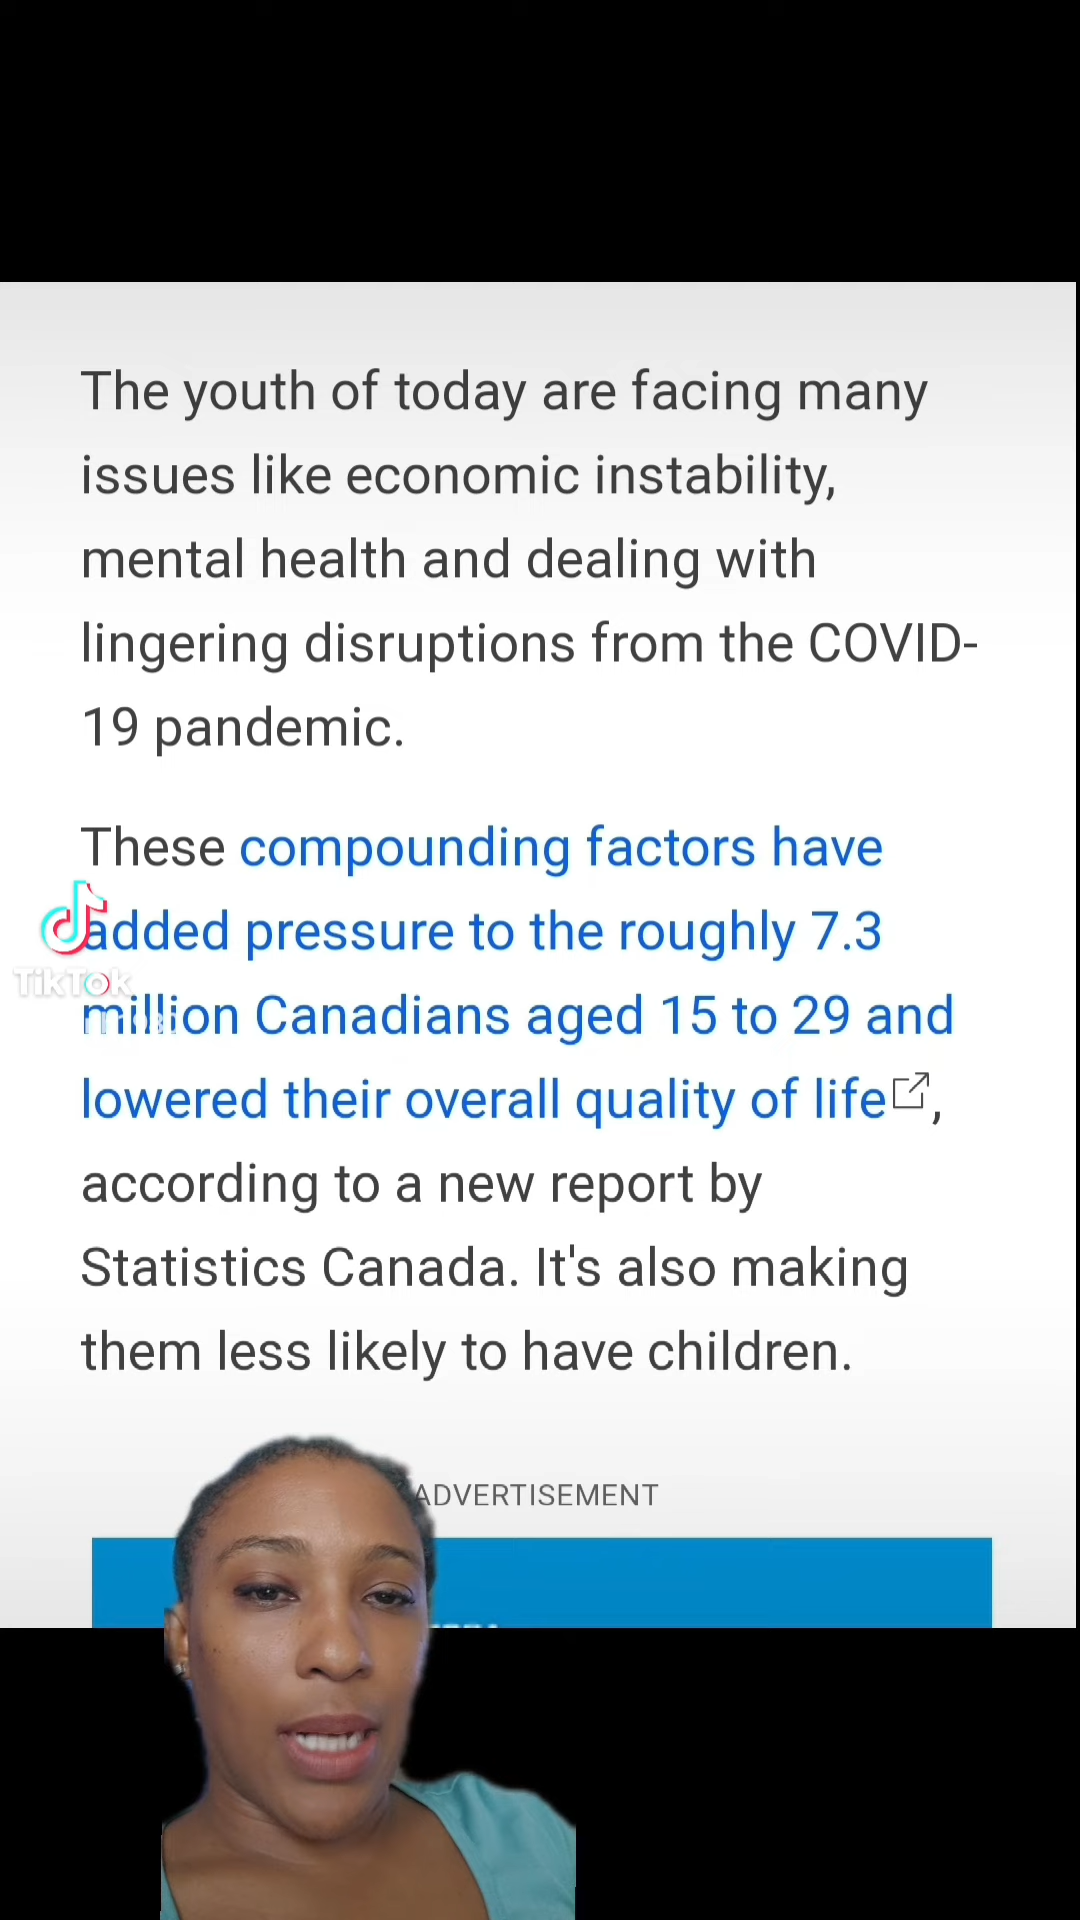 The youth of today are facing many
issues like economic instability,
mental health and dealing with
lingering disruptions from the COVID-
19 pandemic.
These compounding factors have
added pressure to the roughly 7.3
TikTok
million Canadians aged 15 to 29 and
lowered their overall quality of life,
according to a new report by
Statistics Canada. It's also making
them less likely to have children.
ADVERTISEMENT